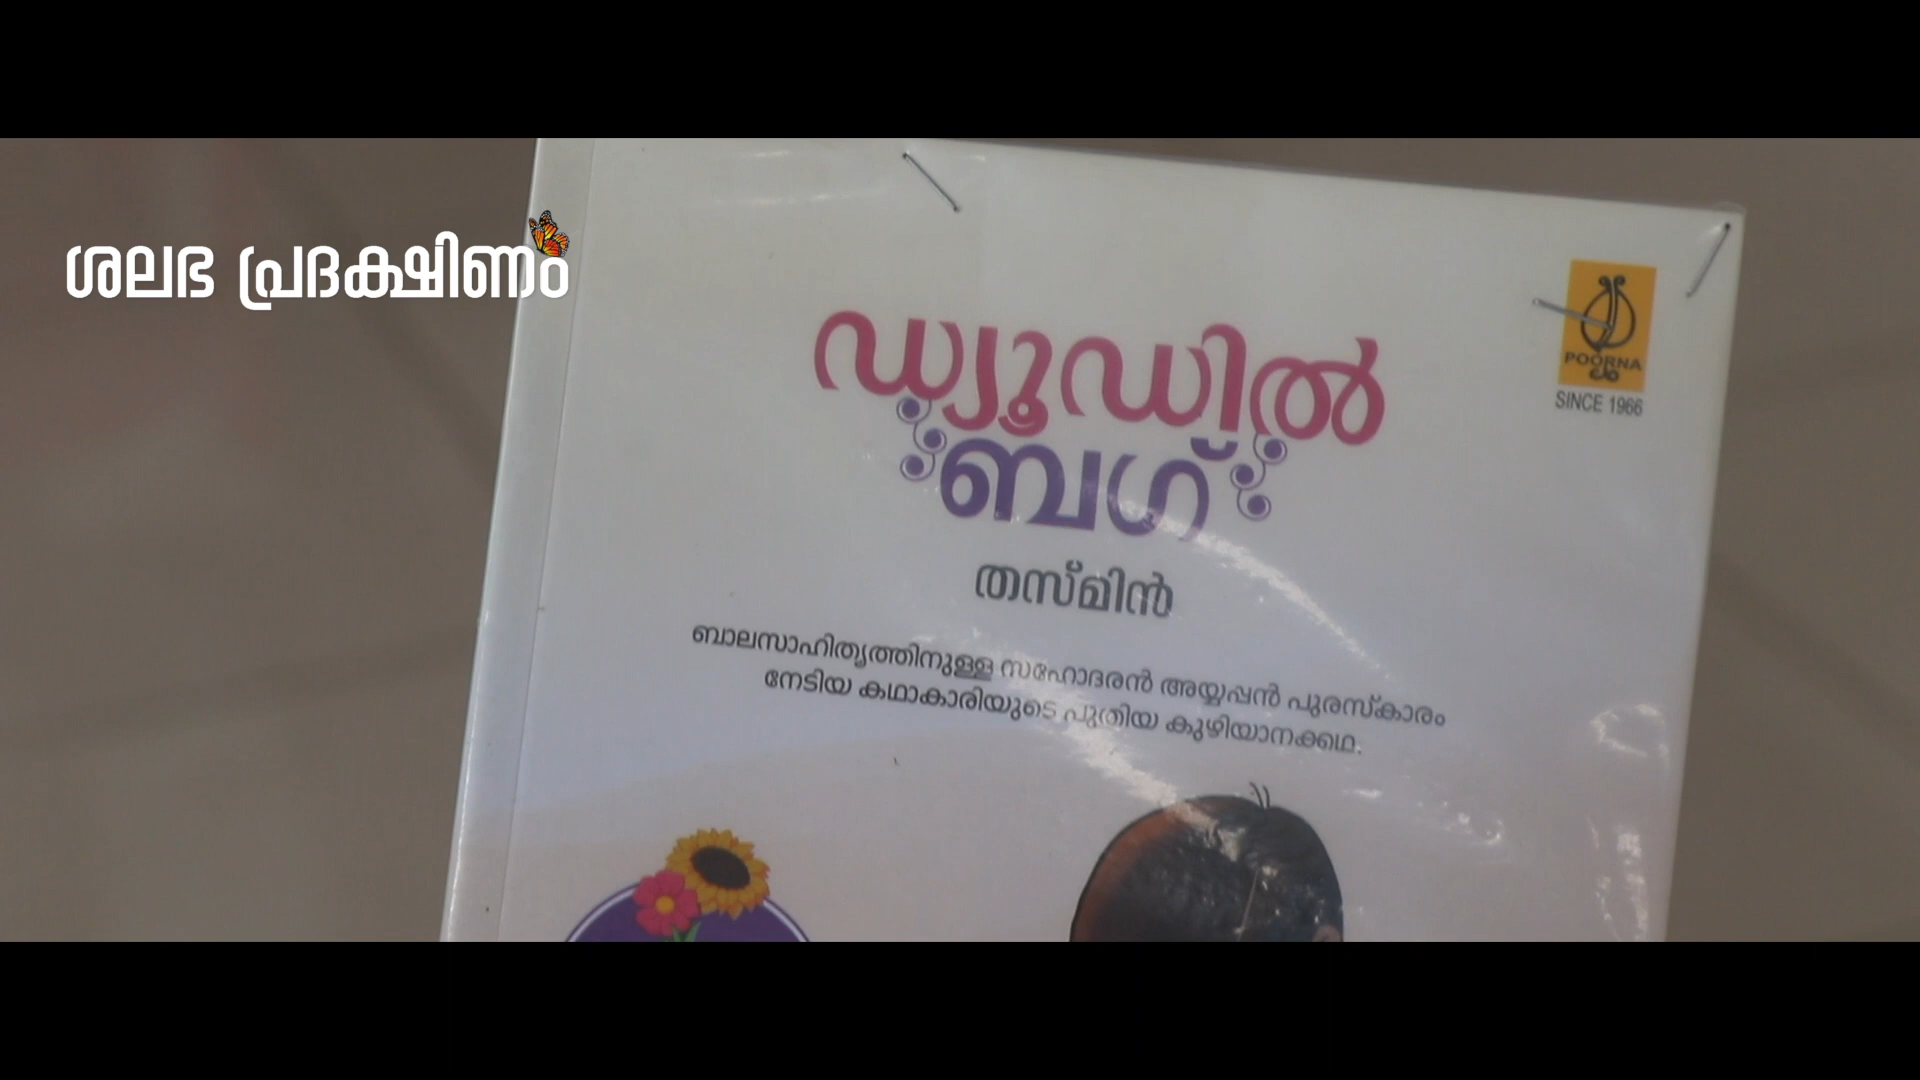 ശലഭ പ്രദക്ഷിണം
ഡ്യൂഡിൽ
ബഗ്
തസ്മിൻ
ബാലസാഹിത്യത്തിനുള്ള സഹോദരൻ അയ്യപ്പൻ പുരസ്കാരം
നേടിയ കഥാകാരിയുടെ പുതിയ കുഴിയാനക്കഥ.
POORNA
SINCE 1966